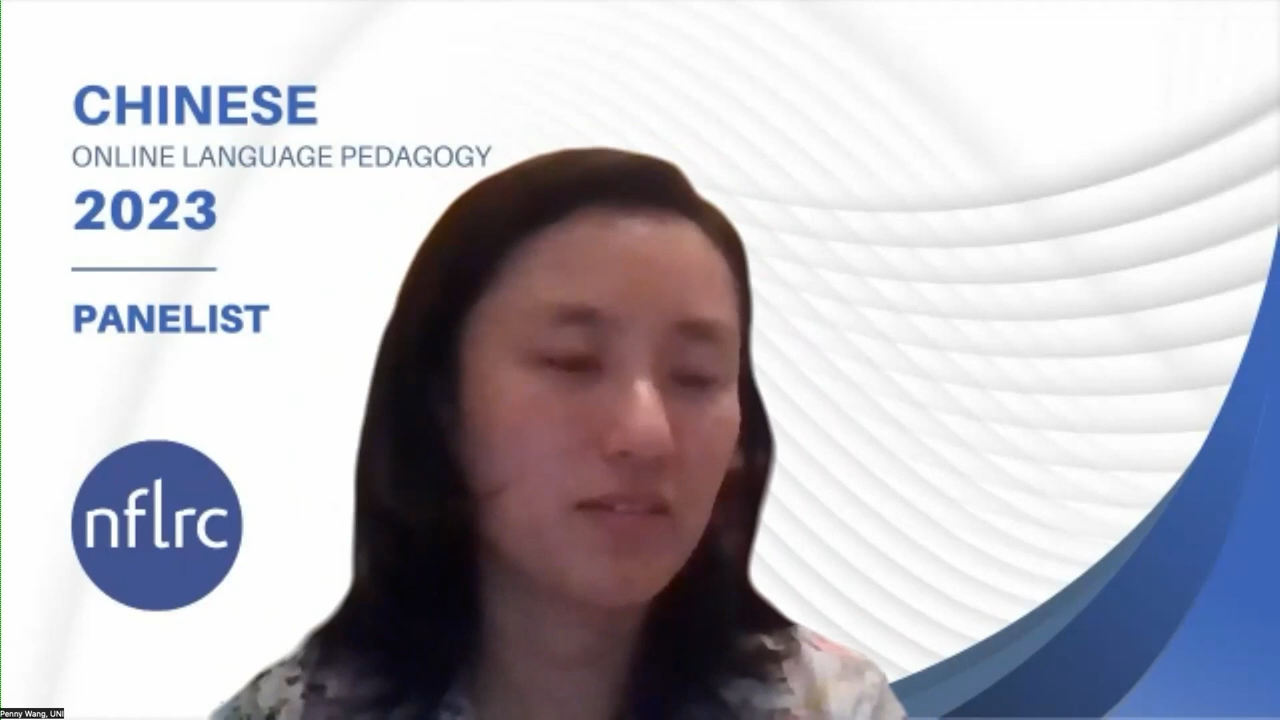 CHINESE
ONLINE LANGUAGE PEDAGOGY
2023
PANELIST
nflrc
Penny Wang, UNI